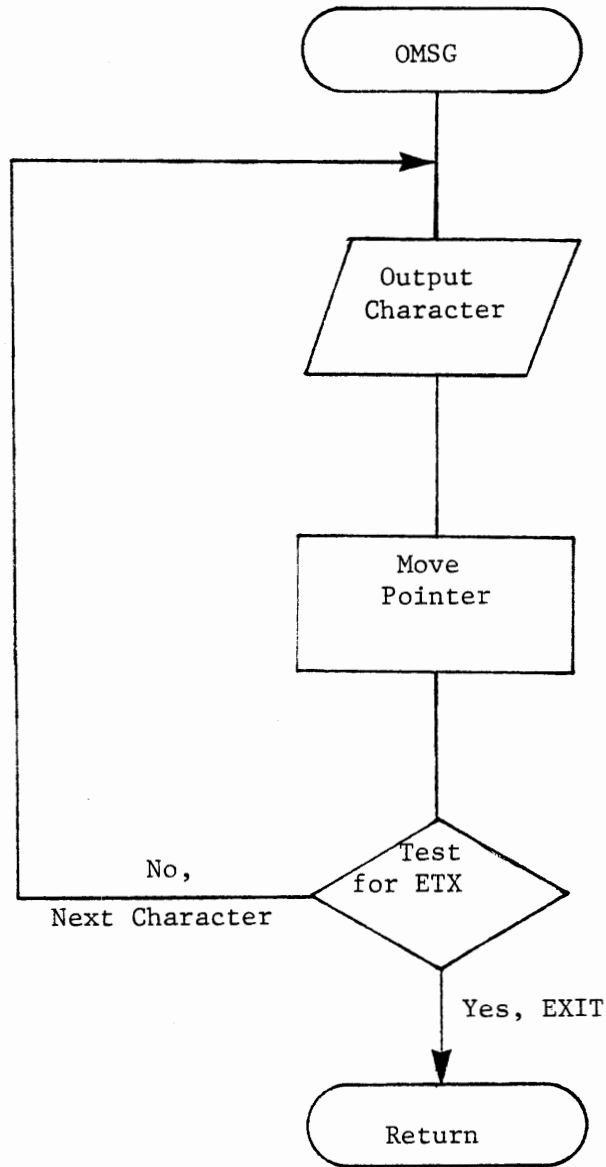 OMSG
Output
Character
Move
Pointer
Test
for ETX
No,
Next Character
Yes, EXIT
Return